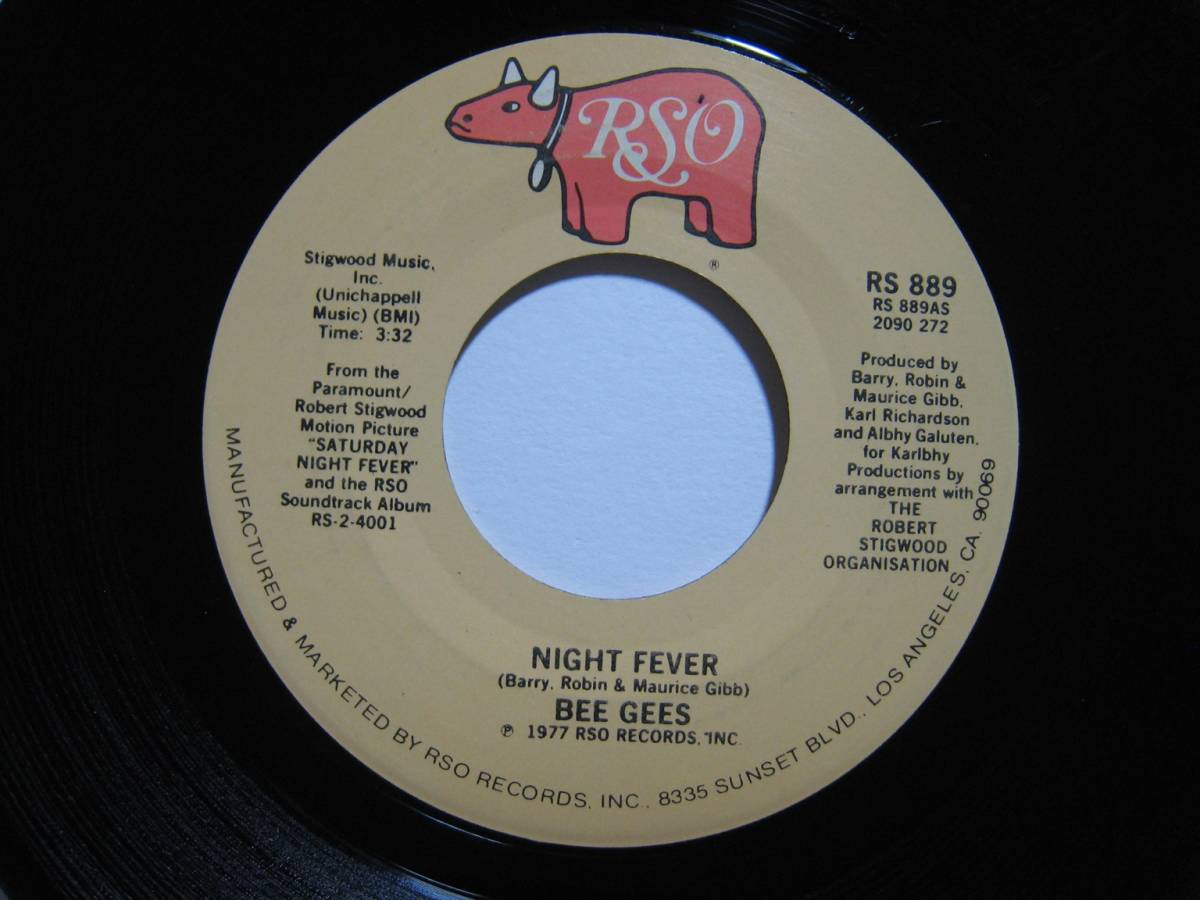 RSO
®
Stigwood Music,
Inc.
(Unichappell
Music) (BMI)
Time: 3:32
From the
Paramount/
Robert Stigwood
Motion Picture
"SATURDAY
NIGHT FEVER"
and the RSO
Soundtrack Album
RS-2-4001
RS 889
RS 889AS
2090 272
Produced by
Barry, Robin &
Maurice Gibb,
Karl Richardson
and Albhy Galuten,
for Karlbhy
Productions by
arrangement with
THE
ROBERT
STIGWOOD
ORGANISATION
NIGHT FEVER
(Barry, Robin & Maurice Gibb)
BEE GEES
℗ 1977 RSO RECORDS, INC.
MANUFACTURED & MARKETED BY RSO RECORDS, INC., 8335 SUNSET BLVD., LOS ANGELES, CA. 90069